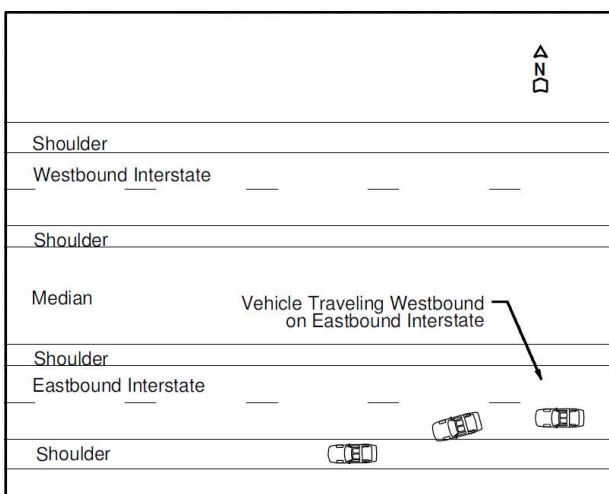 N
Shoulder
Westbound Interstate
Shoulder
Median
Vehicle Traveling Westbound
on Eastbound Interstate
Shoulder
Eastbound Interstate
Shoulder